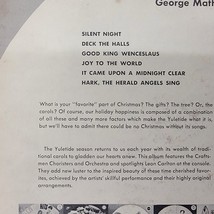 George Math
SILENT NIGHT
DECK THE HALLS
GOOD KING WENCESLAUS
JOY TO THE WORLD
IT CAME UPON A MIDNIGHT CLEAR
HARK, THE HERALD ANGELS SING
What is your "favorite" part of Christmas? The gifts? The tree? Or, the
carols? Of course, our holiday happiness is composed of a combination
of all these and many more factors which make the Yuletide what it is, but
we'll have to admit there could be no Christmas without its songs.
The Yuletide season returns to us each year with its wealth of tradi-
tional carols to gladden our hearts anew. This album features the Crafts-
men Choristers and Orchestra and spotlights Leon Carlton at the console.
They add new luster to the inspired beauty of these time cherished favor-
ites, achieved by the artists' skillful performance and their highly original
arrangements.